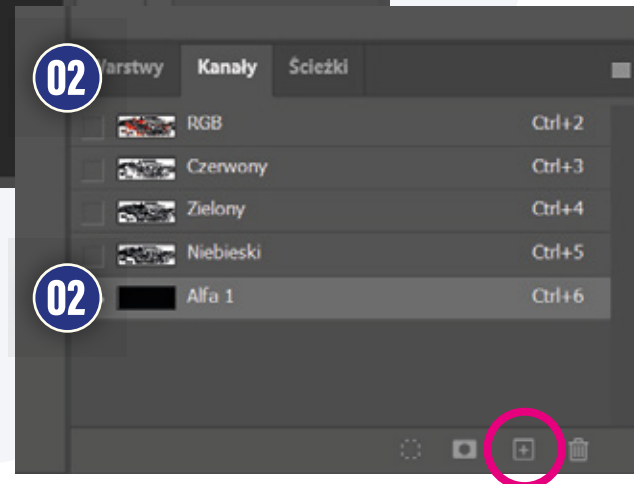 02
Warstwy Kanały Ścieżki
RGB Ctrl+2
Czerwony Ctrl+3
Zielony Ctrl+4
Niebieski Ctrl+5
02
Alfa 1 Ctrl+6